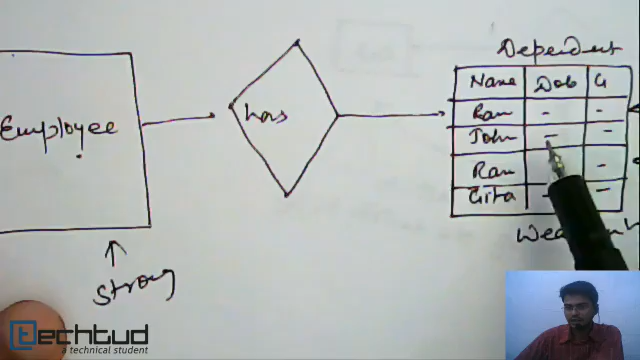 Dependent
Name Dob G
Employee
has
Ram - -
John - -
Ram -
Gita - -
Strong
techtud
a technical student